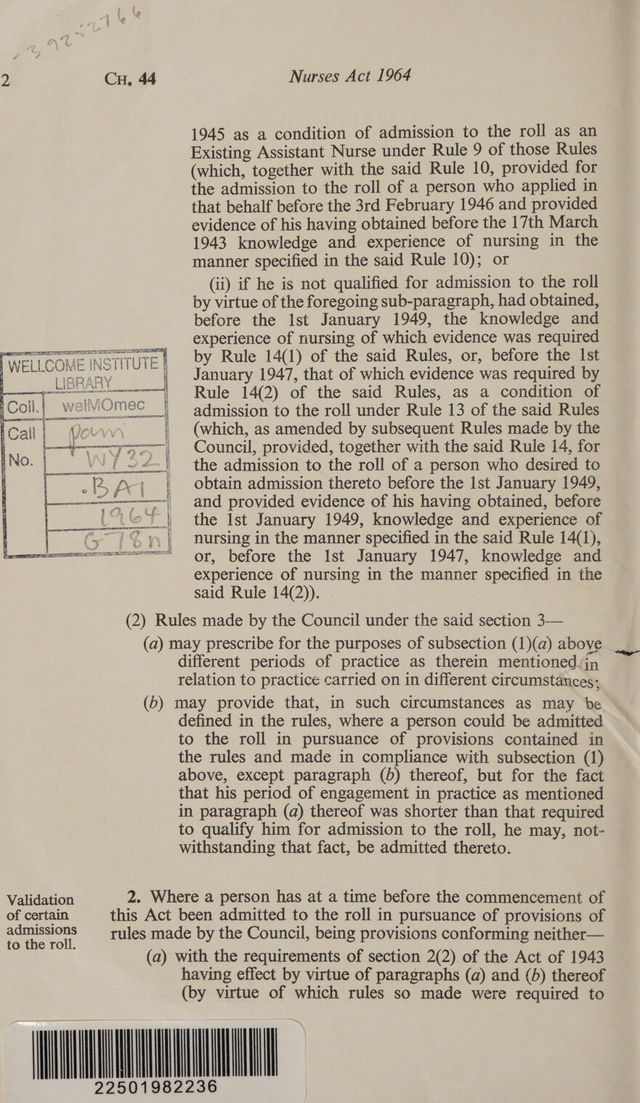 2
CH. 44
Nurses Act 1964
1945 as a condition of admission to the roll as an
Existing Assistant Nurse under Rule 9 of those Rules
(which, together with the said Rule 10, provided for
the admission to the roll of a person who applied in
that behalf before the 3rd February 1946 and provided
evidence of his having obtained before the 17th March
1943 knowledge and experience of nursing in the
manner specified in the said Rule 10); or
(ii) if he is not qualified for admission to the roll
by virtue of the foregoing sub-paragraph, had obtained,
before the 1st January 1949, the knowledge and
experience of nursing of which evidence was required
by Rule 14(1) of the said Rules, or, before the 1st
January 1947, that of which evidence was required by
Rule 14(2) of the said Rules, as a condition of
admission to the roll under Rule 13 of the said Rules
(which, as amended by subsequent Rules made by the
Council, provided, together with the said Rule 14, for
the admission to the roll of a person who desired to
obtain admission thereto before the 1st January 1949,
and provided evidence of his having obtained, before
the 1st January 1949, knowledge and experience of
nursing in the manner specified in the said Rule 14(1),
or, before the 1st January 1947, knowledge and
experience of nursing in the manner specified in the
said Rule 14(2)).
WELLCOME INSTITUTE
LIBRARY
Coll. welMOmec
Call
No. WY32
.BA1
1964
G78n
(2) Rules made by the Council under the said section 3—
(a) may prescribe for the purposes of subsection (1)(a) above
different periods of practice as therein mentioned in
relation to practice carried on in different circumstances;
(b) may provide that, in such circumstances as may be
defined in the rules, where a person could be admitted
to the roll in pursuance of provisions contained in
the rules and made in compliance with subsection (1)
above, except paragraph (b) thereof, but for the fact
that his period of engagement in practice as mentioned
in paragraph (a) thereof was shorter than that required
to qualify him for admission to the roll, he may, not-
withstanding that fact, be admitted thereto.
Validation
of certain
admissions
to the roll.
2. Where a person has at a time before the commencement of
this Act been admitted to the roll in pursuance of provisions of
rules made by the Council, being provisions conforming neither—
(a) with the requirements of section 2(2) of the Act of 1943
having effect by virtue of paragraphs (a) and (b) thereof
(by virtue of which rules so made were required to
22501982236